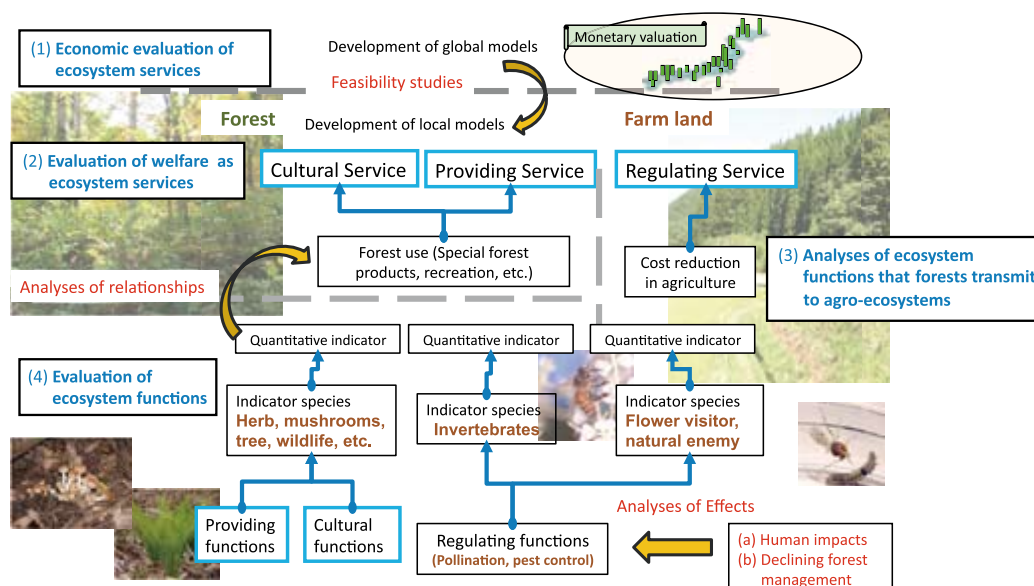 (1) Economic evaluation of
ecosystem services
Development of global models
Monetary valuation
Feasibility studies
Forest
Development of local models
Farm land
(2) Evaluation of welfare as
ecosystem services
Cultural Service
Providing Service
Regulating Service
Forest use (Special forest
products, recreation, etc.)
Cost reduction
in agriculture
(3) Analyses of ecosystem
functions that forests transmit
to agro-ecosystems
Analyses of relationships
Quantitative indicator
Quantitative indicator
Quantitative indicator
(4) Evaluation of
ecosystem functions
Indicator species
Herb, mushrooms,
tree, wildlife, etc.
Indicator species
Invertebrates
Indicator species
Flower visitor,
natural enemy
Providing
functions
Cultural
functions
Regulating functions
(Pollination, pest control)
Analyses of Effects
(a) Human impacts
(b) Declining forest
management